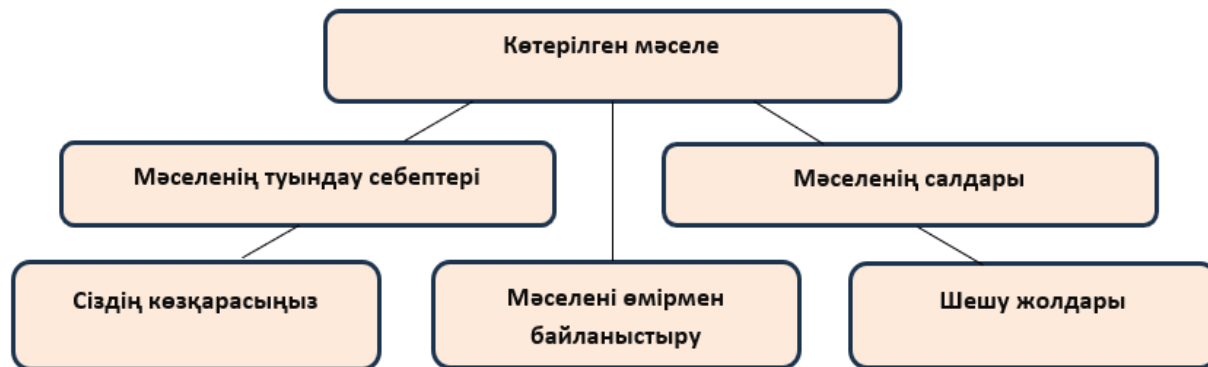 Көтерілген мәселе
Мәселенің туындау себептері
Мәселенің салдары
Сіздің көзқарасыңыз
Мәселені өмірмен
байланыстыру
Шешу жолдары